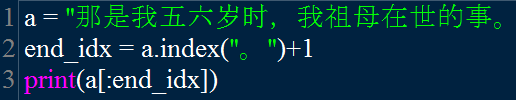 1 a = "那是我五六岁时，我祖母在世的事。
2 end_idx = a.index("。")+1
3 print(a[:end_idx])